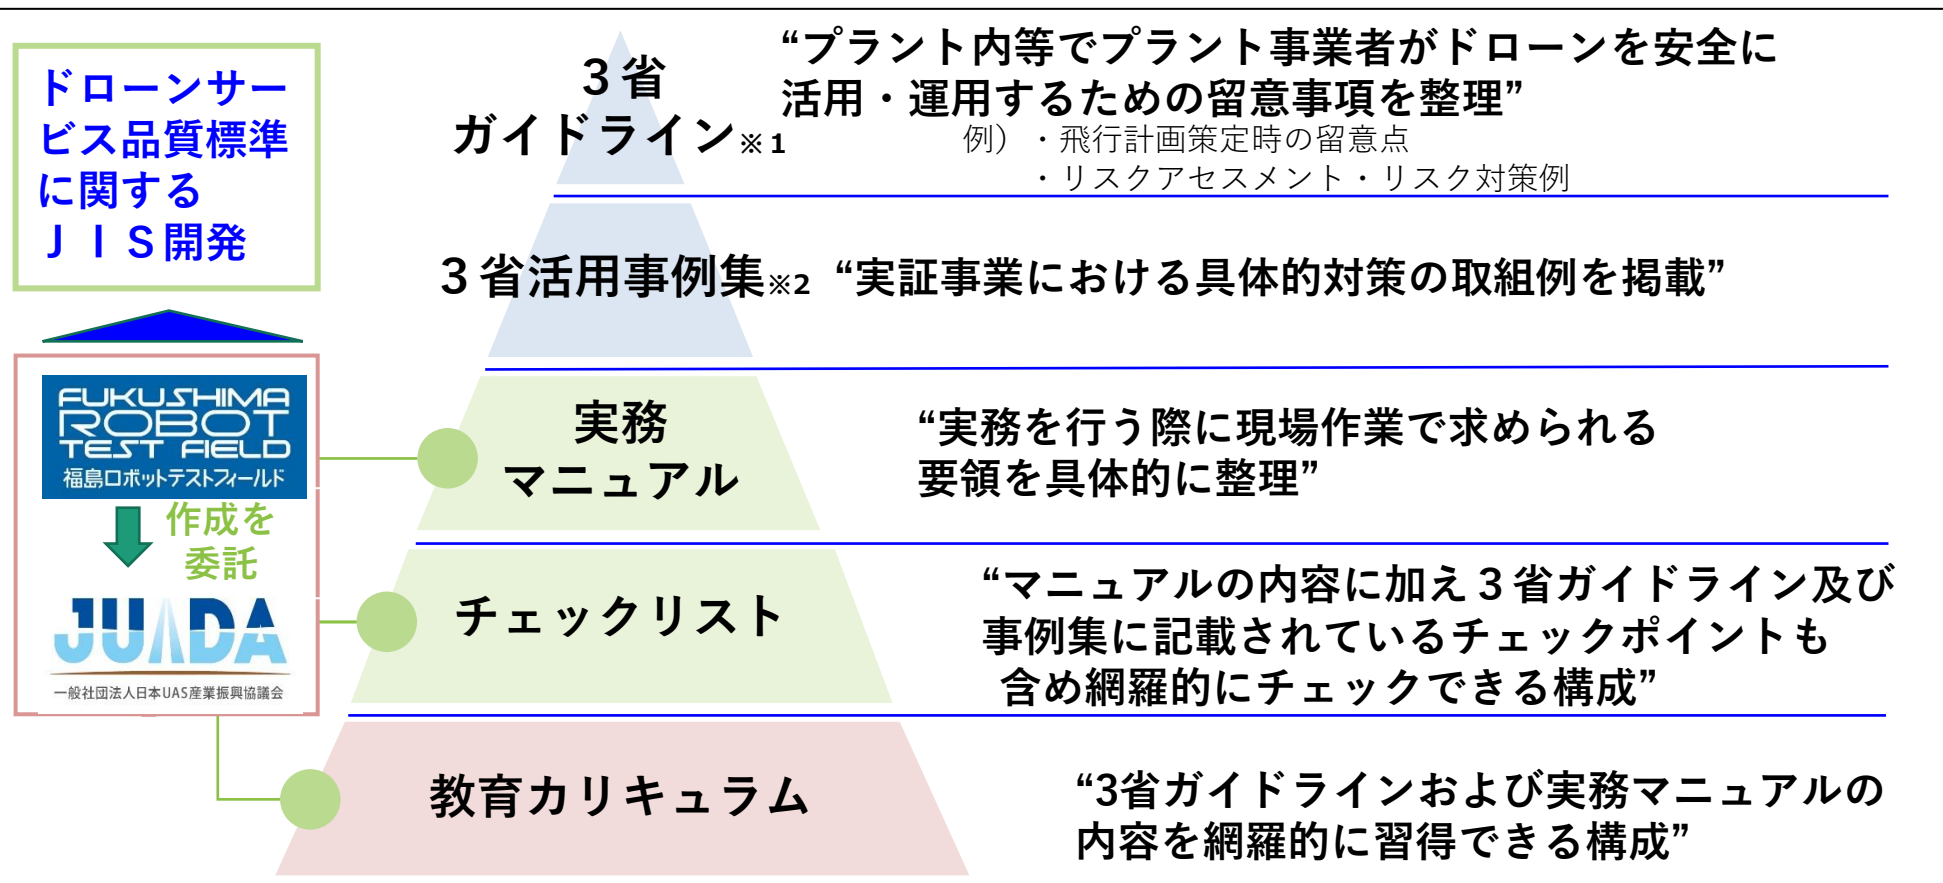 ドローンサー
ビス品質標準
に関する
ＪＩＳ開発
FUKUSHIMA
ROBOT
TEST FIELD
福島ロボットテストフィールド
作成を
委託
JUIDA
一般社団法人日本UAS産業振興協議会
３省
ガイドライン※1
“プラント内等でプラント事業者がドローンを安全に
活用・運用するための留意事項を整理”
例）・飛行計画策定時の留意点
・リスクアセスメント・リスク対策例
３省活用事例集※2
“実証事業における具体的対策の取組例を掲載”
実務
マニュアル
“実務を行う際に現場作業で求められる
要領を具体的に整理”
チェックリスト
“マニュアルの内容に加え３省ガイドライン及び
事例集に記載されているチェックポイントも
含め網羅的にチェックできる構成”
教育カリキュラム
“3省ガイドラインおよび実務マニュアルの
内容を網羅的に習得できる構成”